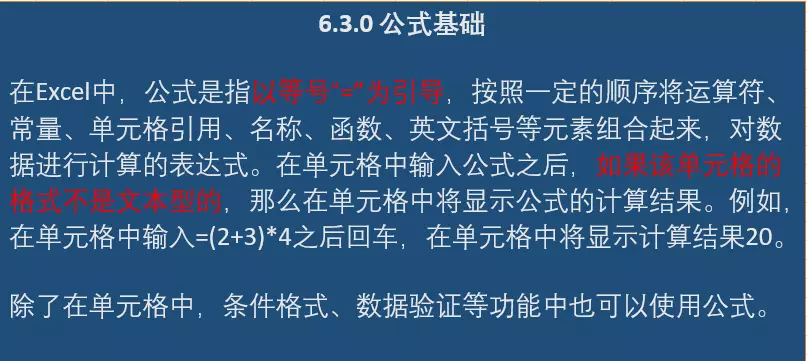 6.3.0 公式基础
在Excel中，公式是指以等号"="为引导，按照一定的顺序将运算符、
常量、单元格引用、名称、函数、英文括号等元素组合起来，对数
据进行计算的表达式。在单元格中输入公式之后，如果该单元格的
格式不是文本型的，那么在单元格中将显示公式的计算结果。例如，
在单元格中输入=(2+3)*4之后回车，在单元格中将显示计算结果20。
除了在单元格中，条件格式、数据验证等功能中也可以使用公式。